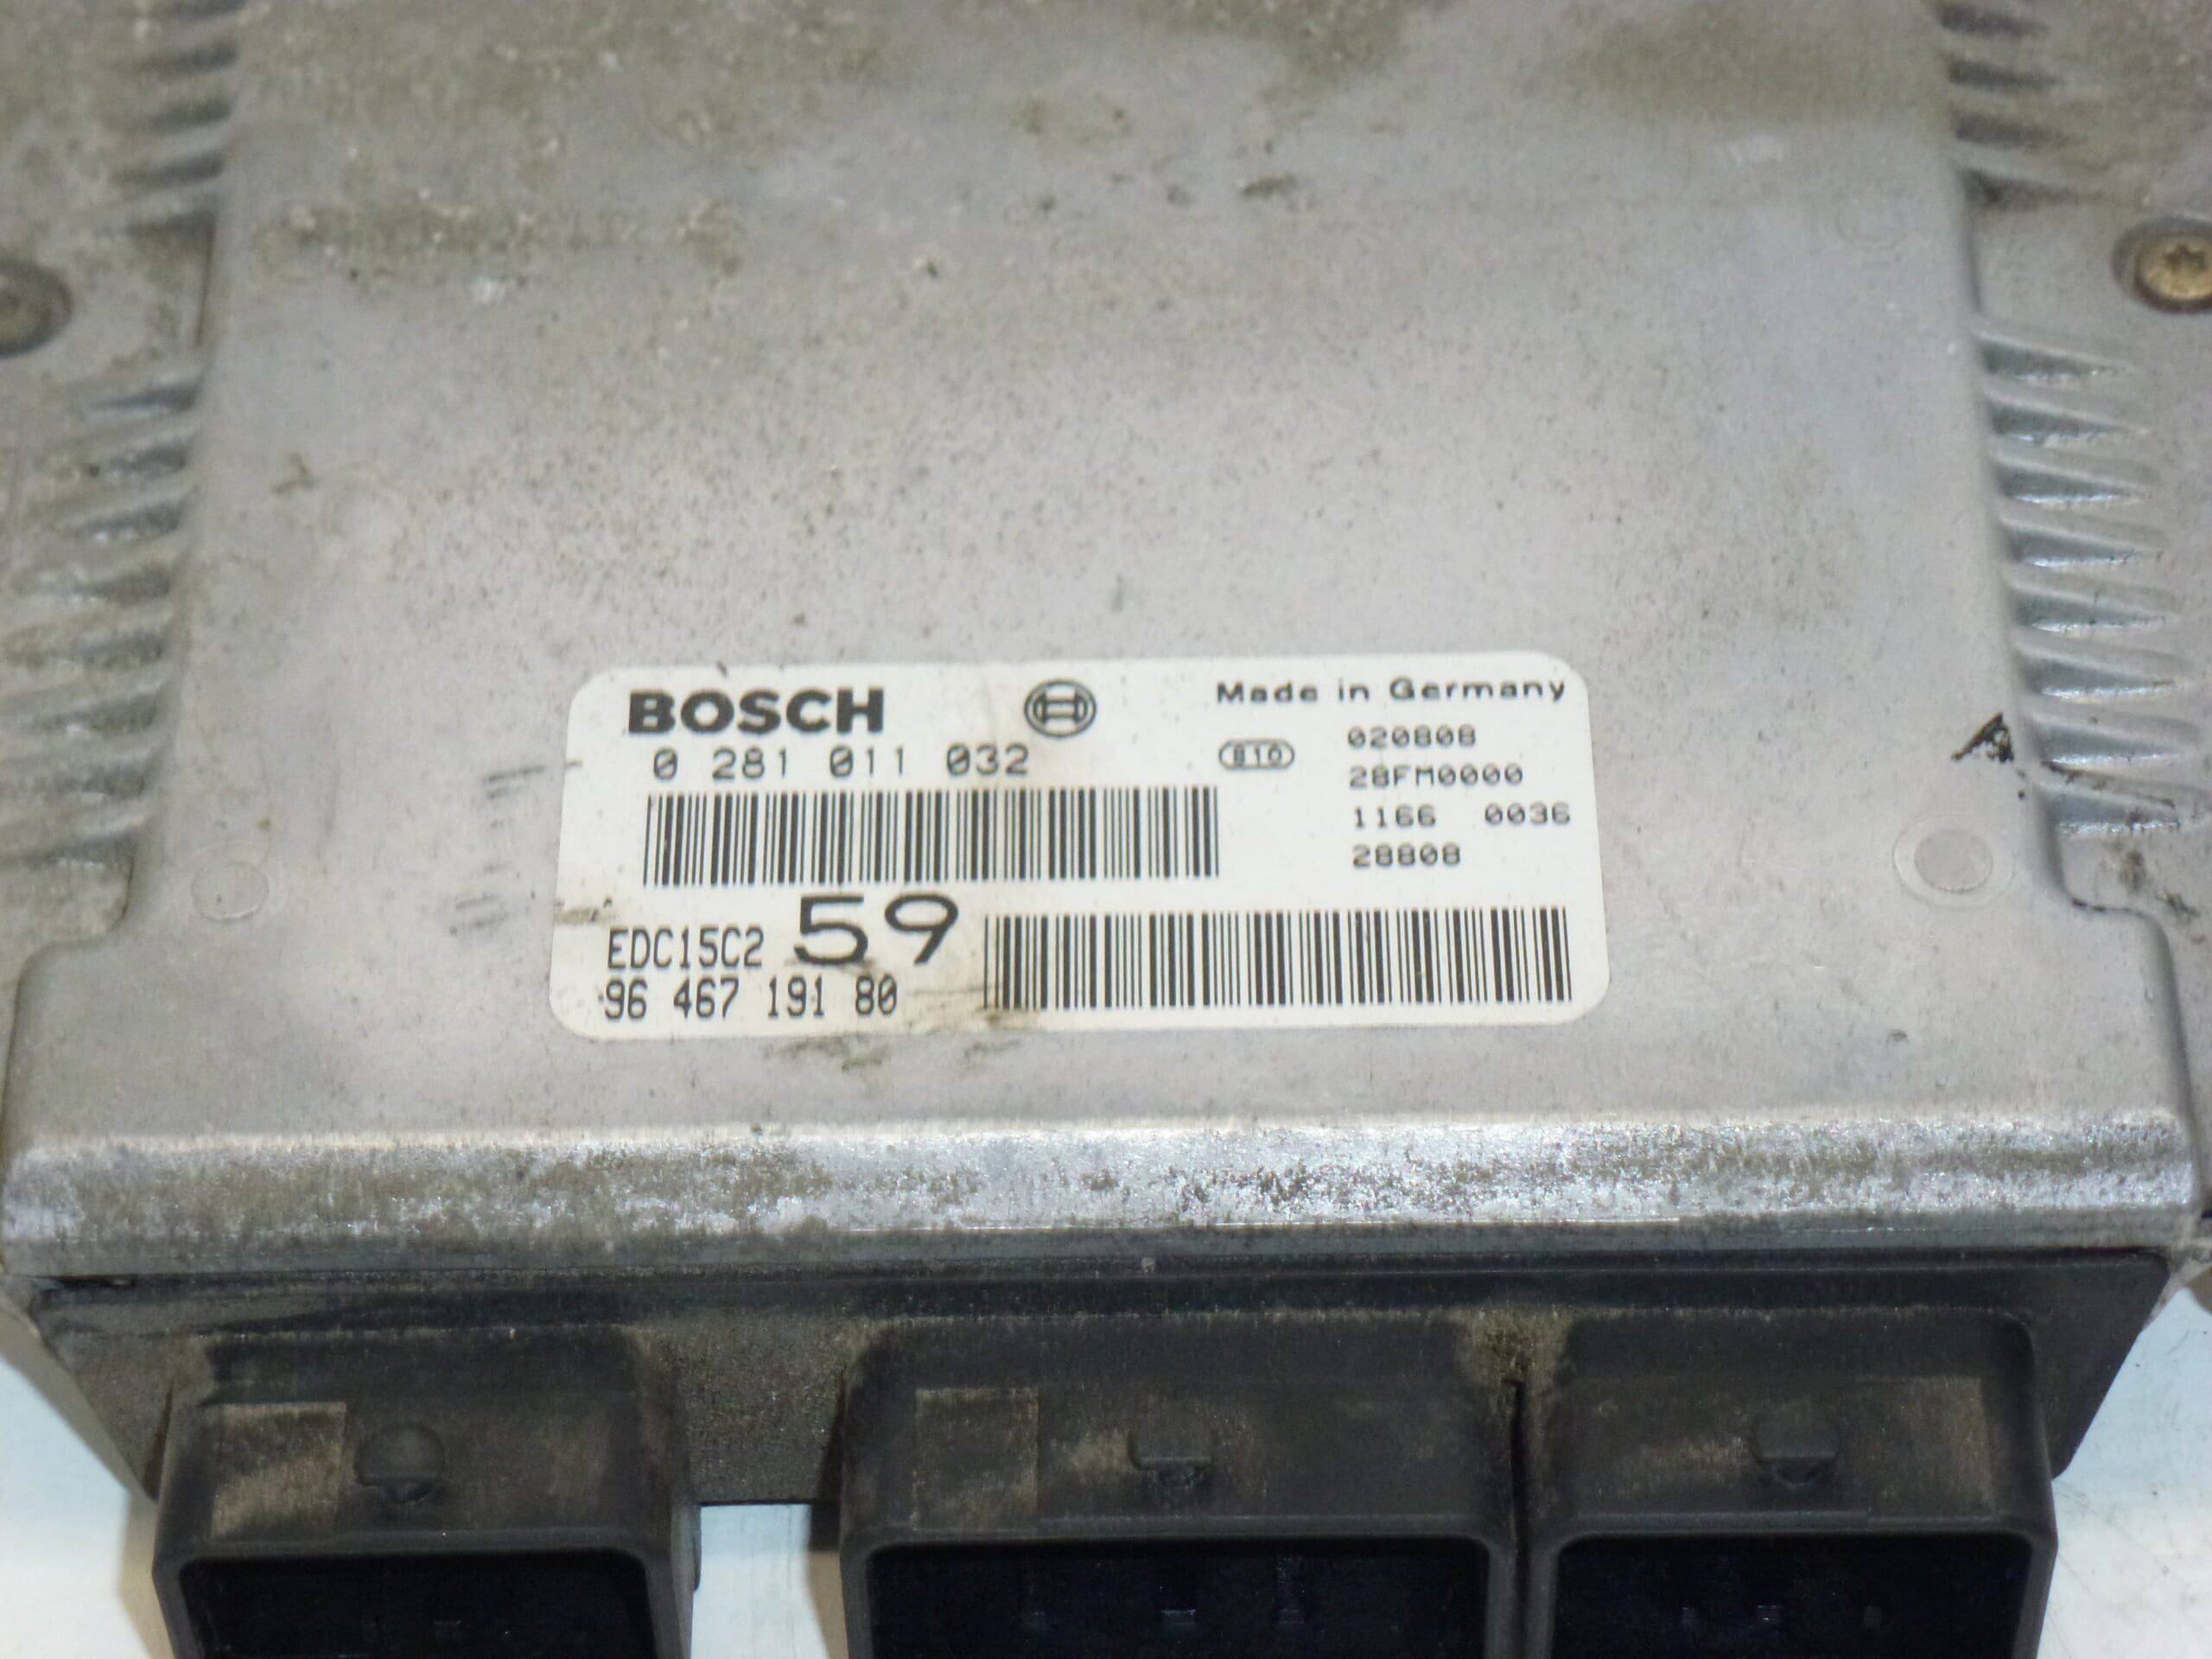 BOSCH
Made in Germany
0 281 011 032
B10
020808
28FM0000
1166 0036
28808
EDC15C2 59
96 467 191 80